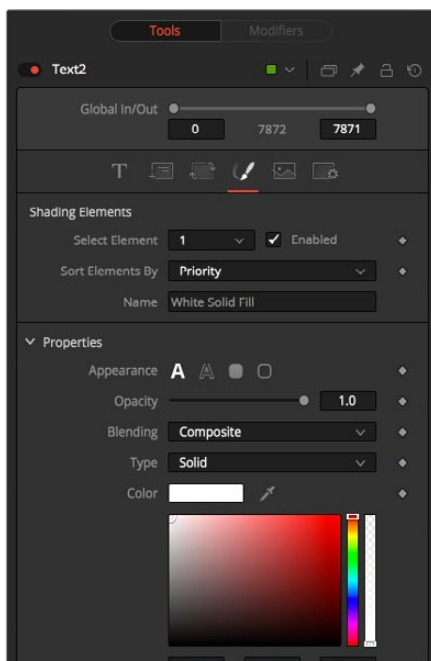 Tools Modifiers
Text2
Global In/Out
0 7872 7871
T
Shading Elements
Select Element 1 Enabled
Sort Elements By Priority
Name White Solid Fill
Properties
Appearance A A
Opacity 1.0
Blending Composite
Type Solid
Color